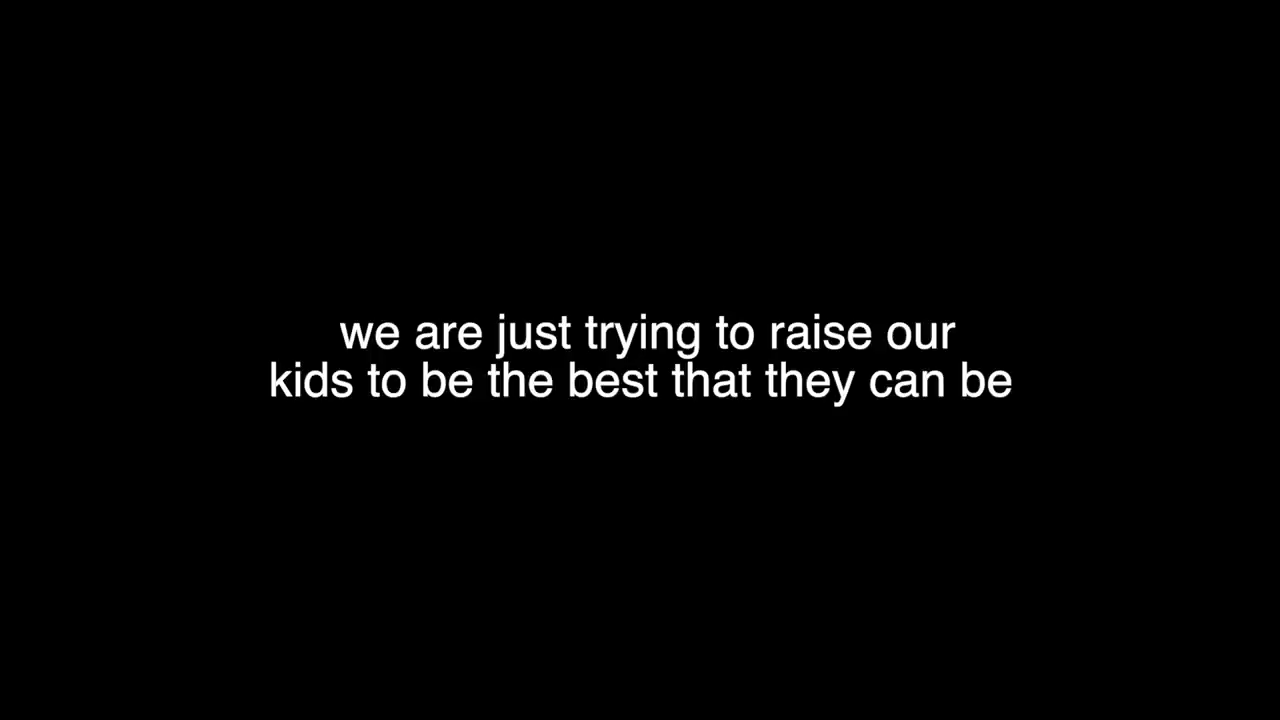 we are just trying to raise our
kids to be the best that they can be